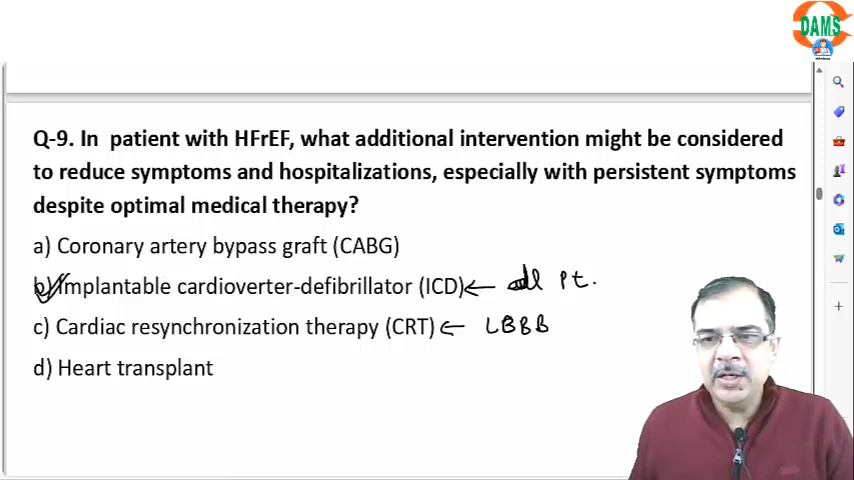 DAMS
Q-9. In patient with HFrEF, what additional intervention might be considered
to reduce symptoms and hospitalizations, especially with persistent symptoms
despite optimal medical therapy?
a) Coronary artery bypass graft (CABG)
b) Implantable cardioverter-defibrillator (ICD) ← all Pt.
c) Cardiac resynchronization therapy (CRT) ← LBBB
d) Heart transplant